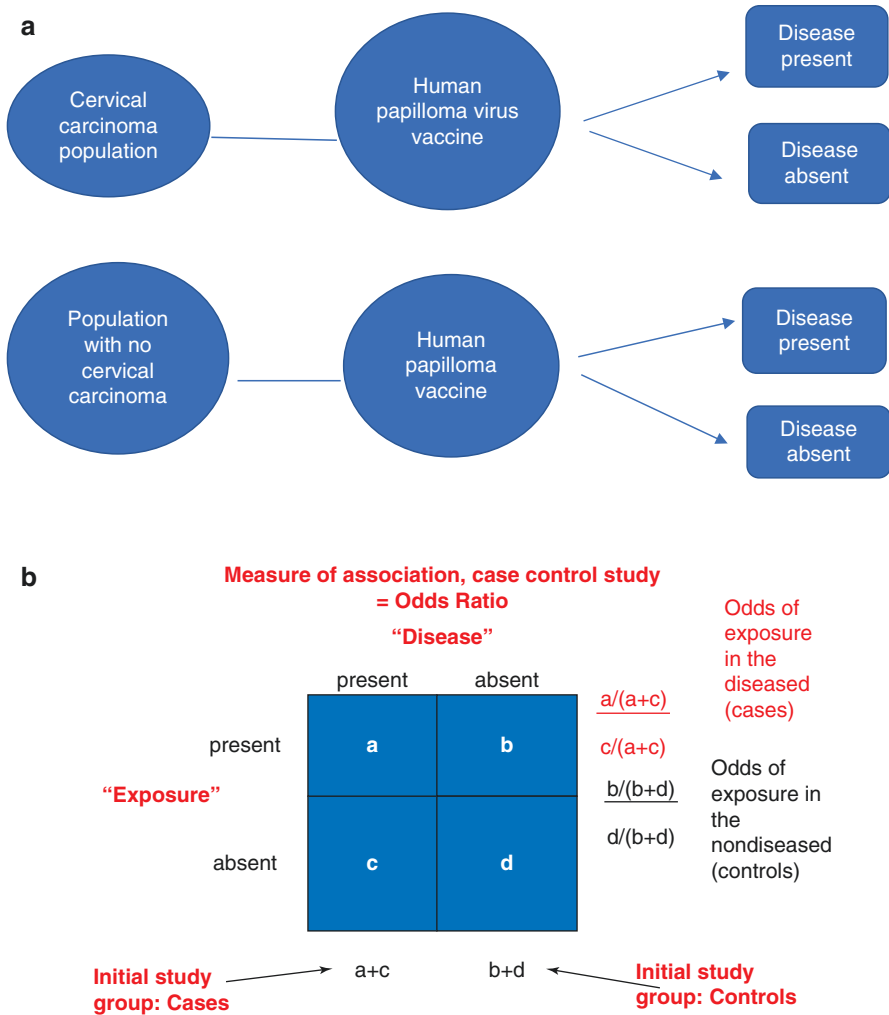 a
Cervical
carcinoma
population
Human
papilloma virus
vaccine
Disease
present
Disease
absent
Population
with no
cervical
carcinoma
Human
papilloma
vaccine
Disease
present
Disease
absent
b
Measure of association, case control study
= Odds Ratio
“Disease”
present absent
Odds of
exposure
in the
diseased
(cases)
a/(a+c)
c/(a+c)
present
a b
“Exposure”
b/(b+d)
d/(b+d)
Odds of
exposure in
the
nondiseased
(controls)
absent
c d
a+c b+d
Initial study
group: Cases
Initial study
group: Controls